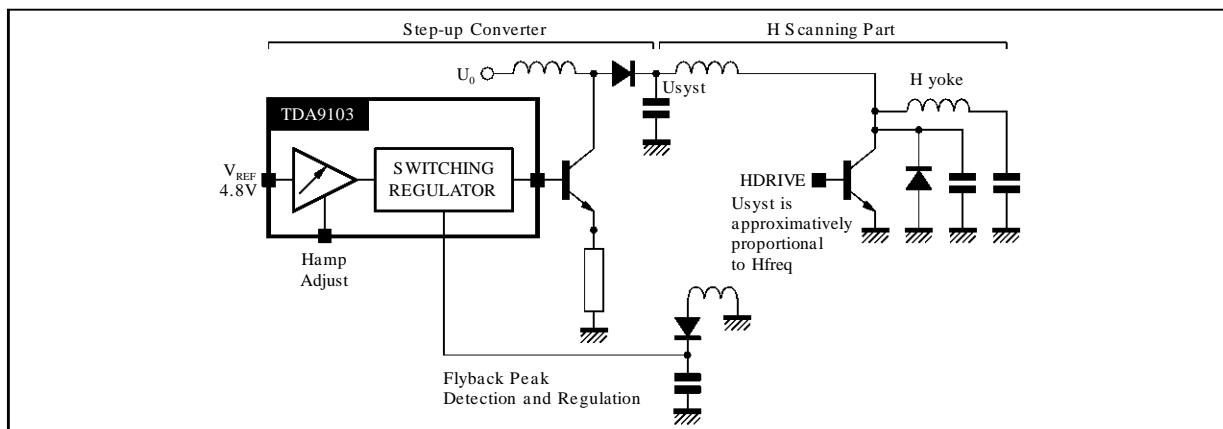 Step-up Converter
H Scanning Part
U0
Usyst
H yoke
TDA9103
VREF
4.8V
SWITCHING
REGULATOR
HDRIVE
Usyst is
approximatively
proportional
to Hfreq
Hamp
Adjust
Flyback Peak
Detection and Regulation